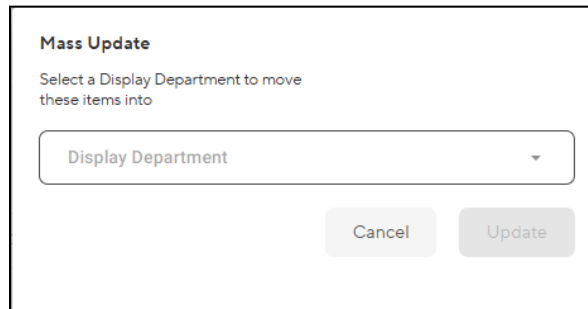 Mass Update
Select a Display Department to move
these items into
Display Department
Cancel
Update